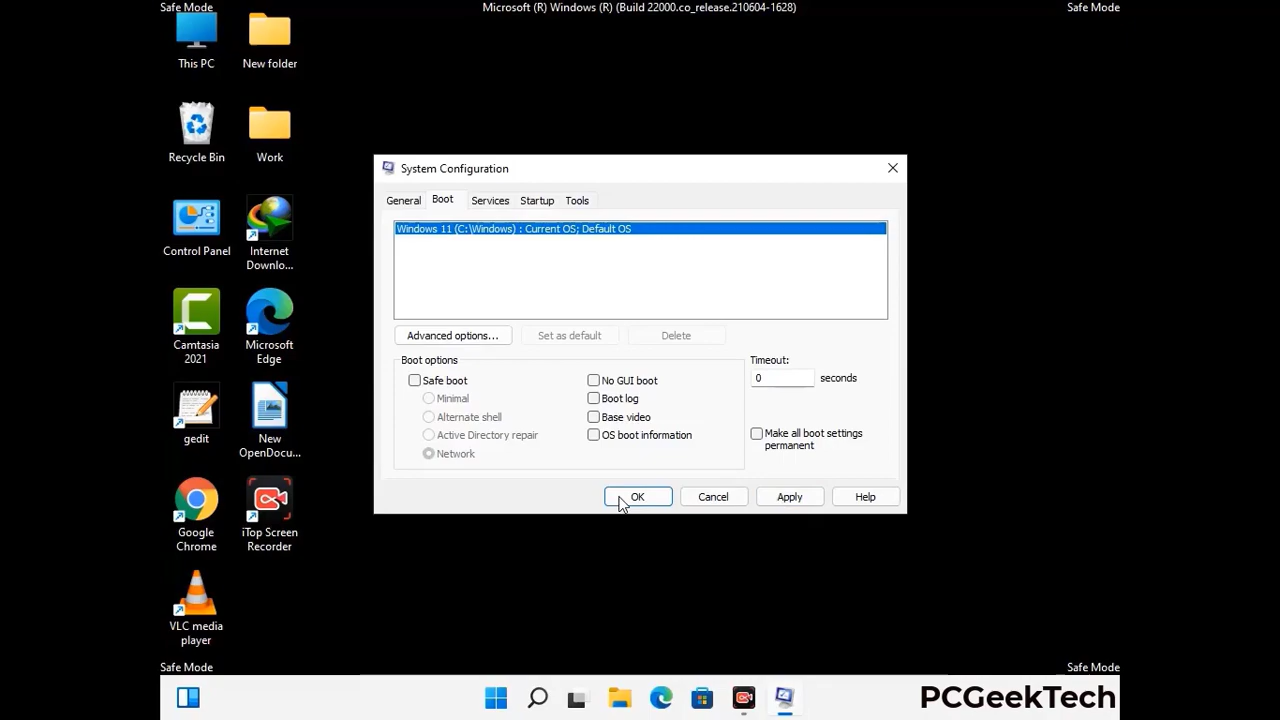 Safe Mode
Microsoft (R) Windows (R) (Build 22000.co_release.210604-1628)
Safe Mode
This PC
New folder
Recycle Bin
Work
Control Panel
Internet
Downlo...
Camtasia
2021
Microsoft
Edge
gedit
New
OpenDocu...
Google
Chrome
iTop Screen
Recorder
VLC media
player
System Configuration
General
Boot
Services
Startup
Tools
Windows 11 (C:\Windows) : Current OS; Default OS
Advanced options...
Set as default
Delete
Boot options
Safe boot
Minimal
Alternate shell
Active Directory repair
Network
No GUI boot
Boot log
Base video
OS boot information
Timeout:
0 seconds
Make all boot settings
permanent
OK
Cancel
Apply
Help
Safe Mode
Safe Mode
PCGeekTech